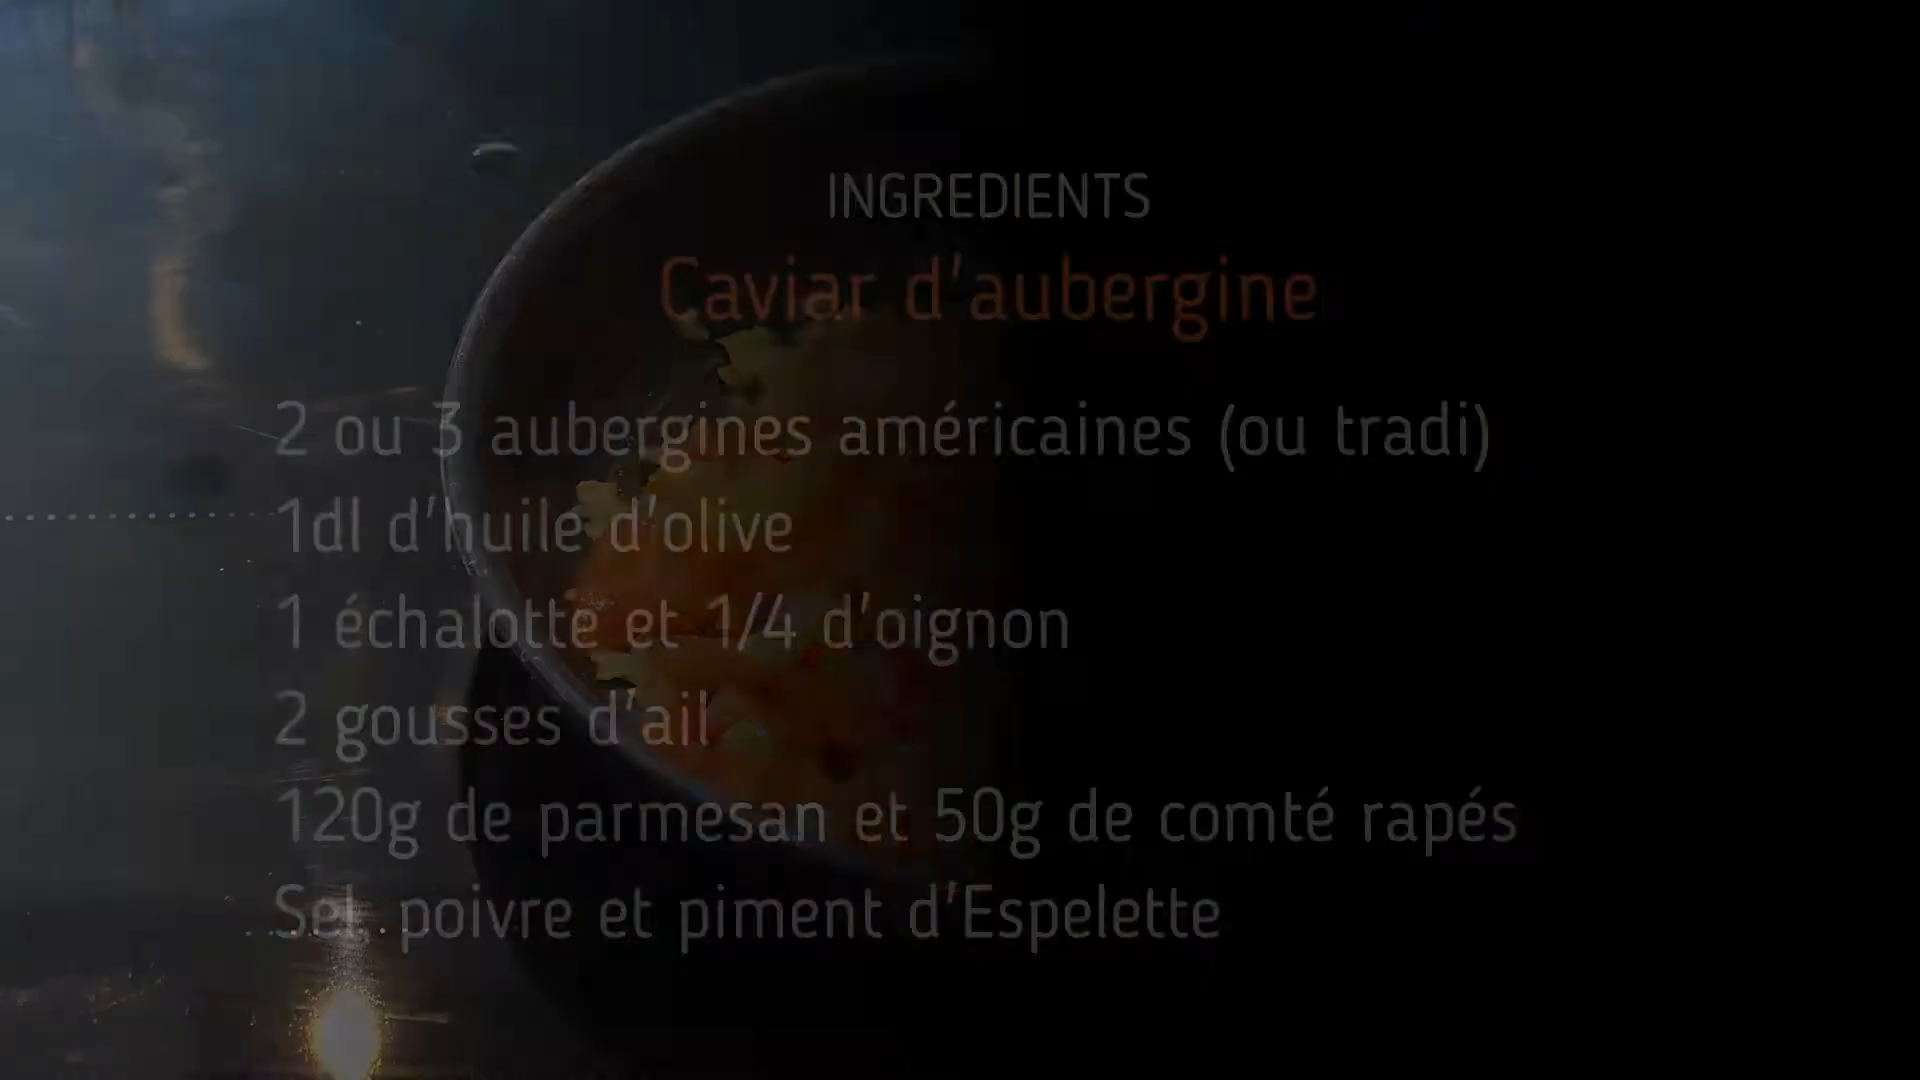 INGREDIENTS
Caviar d'aubergine
2 ou 3 aubergines américaines (ou tradi)
1dl d'huile d'olive
1 échalotte et 1/4 d'oignon
2 gousses d'ail
120g de parmesan et 50g de comté rapés
Sel, poivre et piment d'Espelette